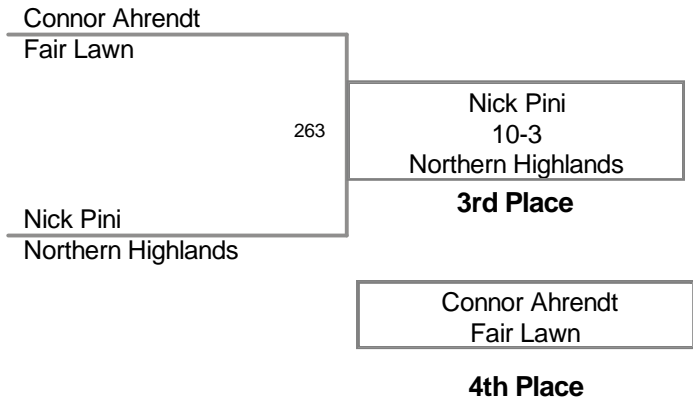 Connor Ahrendt
Fair Lawn
263
Nick Pini
10-3
Northern Highlands
3rd Place
Nick Pini
Northern Highlands
Connor Ahrendt
Fair Lawn
4th Place